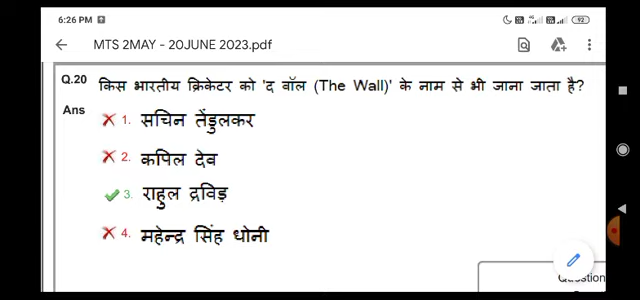 6:26 PM
92
MTS 2MAY - 20JUNE 2023.pdf
Q.20 किस भारतीय क्रिकेटर को 'द वॉल (The Wall)' के नाम से भी जाना जाता है?
Ans
1. सचिन तेंडुलकर
2. कपिल देव
3. राहुल द्रविड़
4. महेन्द्र सिंह धोनी